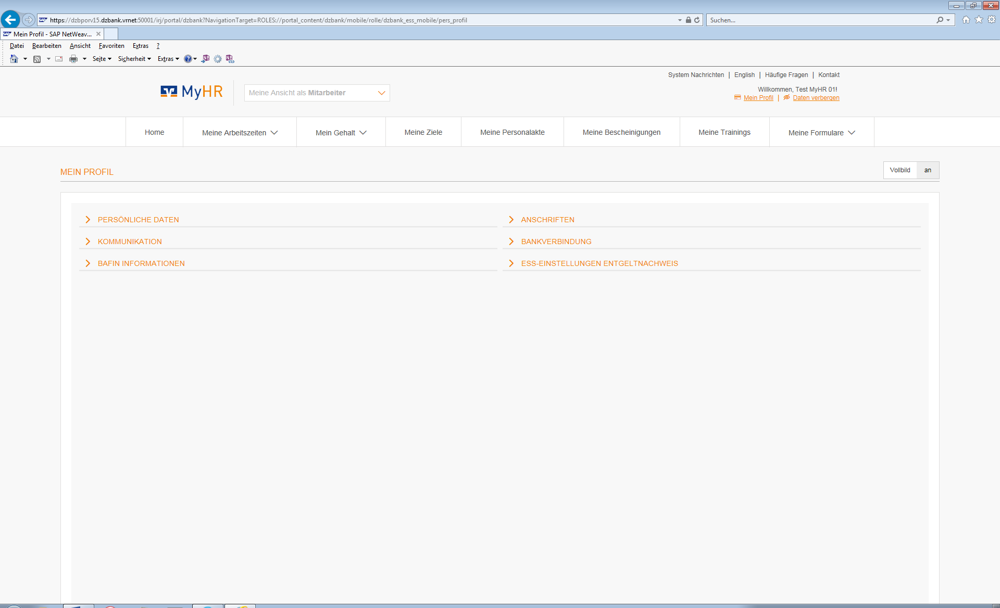 https://dzbporv15.dzbank.vrnet:50001/irj/portal/dzbank?NavigationTarget=ROLES://portal_content/dzbank/mobile/rolle/dzbank_ess_mobile/pers_profil
Suchen...
Mein Profil - SAP NetWeav...
Datei Bearbeiten Ansicht Favoriten Extras ?
Seite Sicherheit Extras
System Nachrichten | English | Häufige Fragen | Kontakt
MyHR
Meine Ansicht als Mitarbeiter
Willkommen, Test MyHR 01!
Mein Profil | Daten verbergen
Home Meine Arbeitszeiten Mein Gehalt Meine Ziele Meine Personalakte Meine Bescheinigungen Meine Trainings Meine Formulare
MEIN PROFIL
Vollbild an
PERSÖNLICHE DATEN
ANSCHRIFTEN
KOMMUNIKATION
BANKVERBINDUNG
BAFIN INFORMATIONEN
ESS-EINSTELLUNGEN ENTGELTNACHWEIS